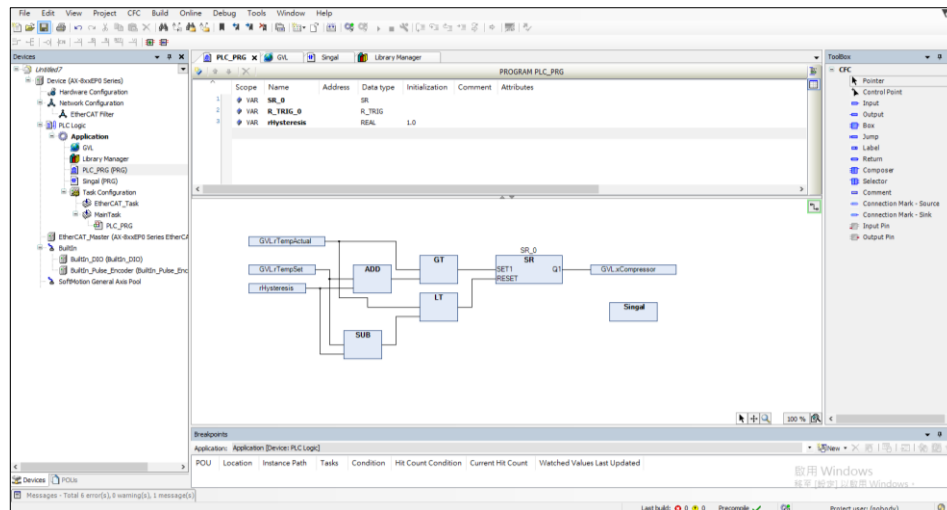 File Edit View Project CFC Build Online Debug Tools Window Help
Devices
Untitled7
Device (AX-8xxEP0 Series)
Hardware Configuration
Network Configuration
EtherCAT Filter
PLC Logic
Application
GVL
Library Manager
PLC_PRG (PRG)
Singal (PRG)
Task Configuration
EtherCAT_Task
MainTask
PLC_PRG
EtherCAT_Master (AX-8xxEP0 Series EtherCA
BuiltIn
BuiltIn_DIO (BuiltIn_DIO)
BuiltIn_Pulse_Encoder (BuiltIn_Pulse_Enc
SoftMotion General Axis Pool
Devices POUs
PLC_PRG X GVL Singal Library Manager
PROGRAM PLC_PRG
Scope Name Address Data type Initialization Comment Attributes
1 VAR SR_0 SR
2 VAR R_TRIG_0 R_TRIG
3 VAR rHysteresis REAL 1.0
GVL.rTempActual
GVL.rTempSet
rHysteresis
ADD
SUB
GT
LT
SR_0
SR
SET1 Q1
RESET
GVL.xCompressor
Singal
100 %
ToolBox
CFC
Pointer
Control Point
Input
Output
Box
Jump
Label
Return
Composer
Selector
Comment
Connection Mark - Source
Connection Mark - Sink
Input Pin
Output Pin
Breakpoints
Application: Application [Device: PLC Logic]
New
POU Location Instance Path Tasks Condition Hit Count Condition Current Hit Count Watched Values Last Updated
啟用 Windows
移至 [設定] 以啟用 Windows。
Messages - Total 6 error(s), 0 warning(s), 1 message(s)
Last build: 0 0 Precompile Project user: (nobody)